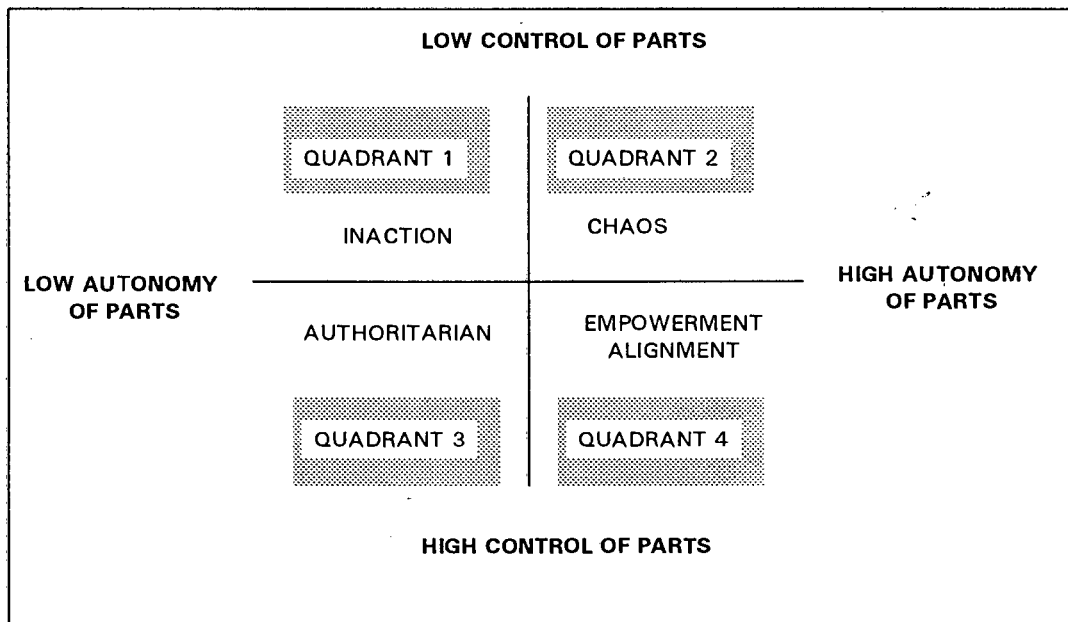 LOW CONTROL OF PARTS
QUADRANT 1
QUADRANT 2
INACTION
CHAOS
LOW AUTONOMY
OF PARTS
HIGH AUTONOMY
OF PARTS
AUTHORITARIAN
EMPOWERMENT
ALIGNMENT
QUADRANT 3
QUADRANT 4
HIGH CONTROL OF PARTS